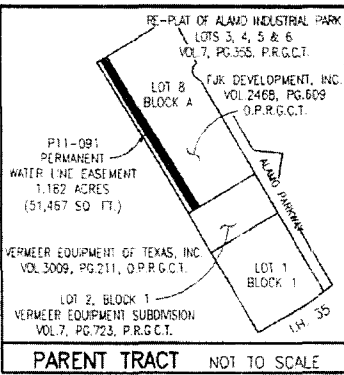 RE-PLAT OF ALAMO INDUSTRIAL PARK
LOTS 3, 4, 5 & 6
VOL.7, PG.355, P.R.G.C.T.
LOT 8
BLOCK A
FJK DEVELOPMENT, INC.
VOL.2468, PG.609
O.P.R.G.C.T.
P11-091
PERMANENT
WATER LINE EASEMENT
1.182 ACRES
(51,467 SQ. FT.)
ALAMO PARKWAY
VERMEER EQUIPMENT OF TEXAS, INC.
VOL.3009, PG.211, O.P.R.G.C.T.
LOT 1
BLOCK 1
LOT 2, BLOCK 1
VERMEER EQUIPMENT SUBDIVISION
VOL.7, PG.723, P.R.G.C.T.
I.H. 35
PARENT TRACT NOT TO SCALE